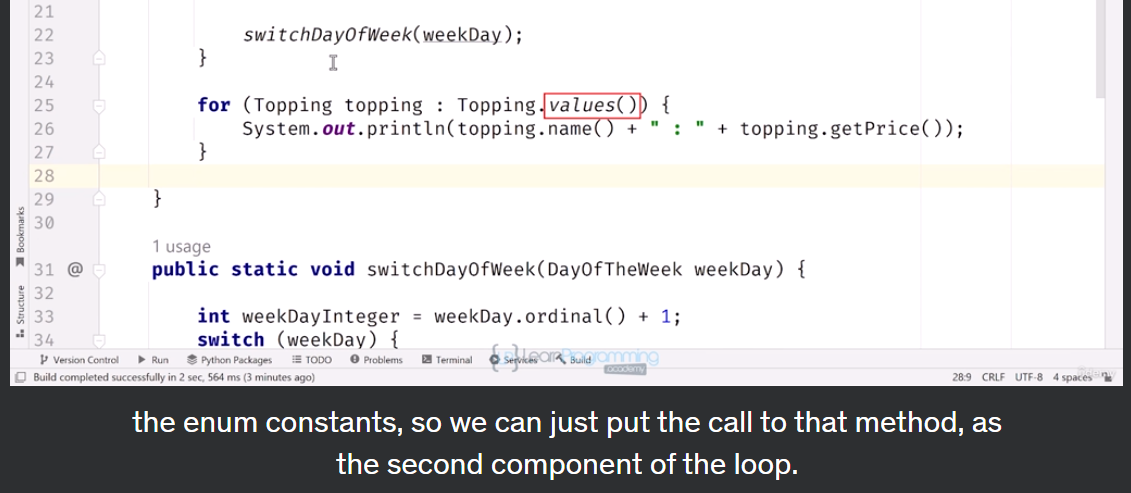 21
22 switchDayOfWeek(weekDay);
23 }
24
25 for (Topping topping : Topping.values()) {
26 System.out.println(topping.name() + " : " + topping.getPrice());
27 }
28
29 }
30
1 usage
31 @ public static void switchDayOfWeek(DayOfTheWeek weekDay) {
32
33 int weekDayInteger = weekDay.ordinal() + 1;
34 switch (weekDay) {
Bookmarks
Structure
Version Control Run Python Packages TODO Problems Terminal Services Build
LearnProgramming
academy
Build completed successfully in 2 sec, 564 ms (3 minutes ago) 28:9 CRLF UTF-8 4 spaces
the enum constants, so we can just put the call to that method, as
the second component of the loop.